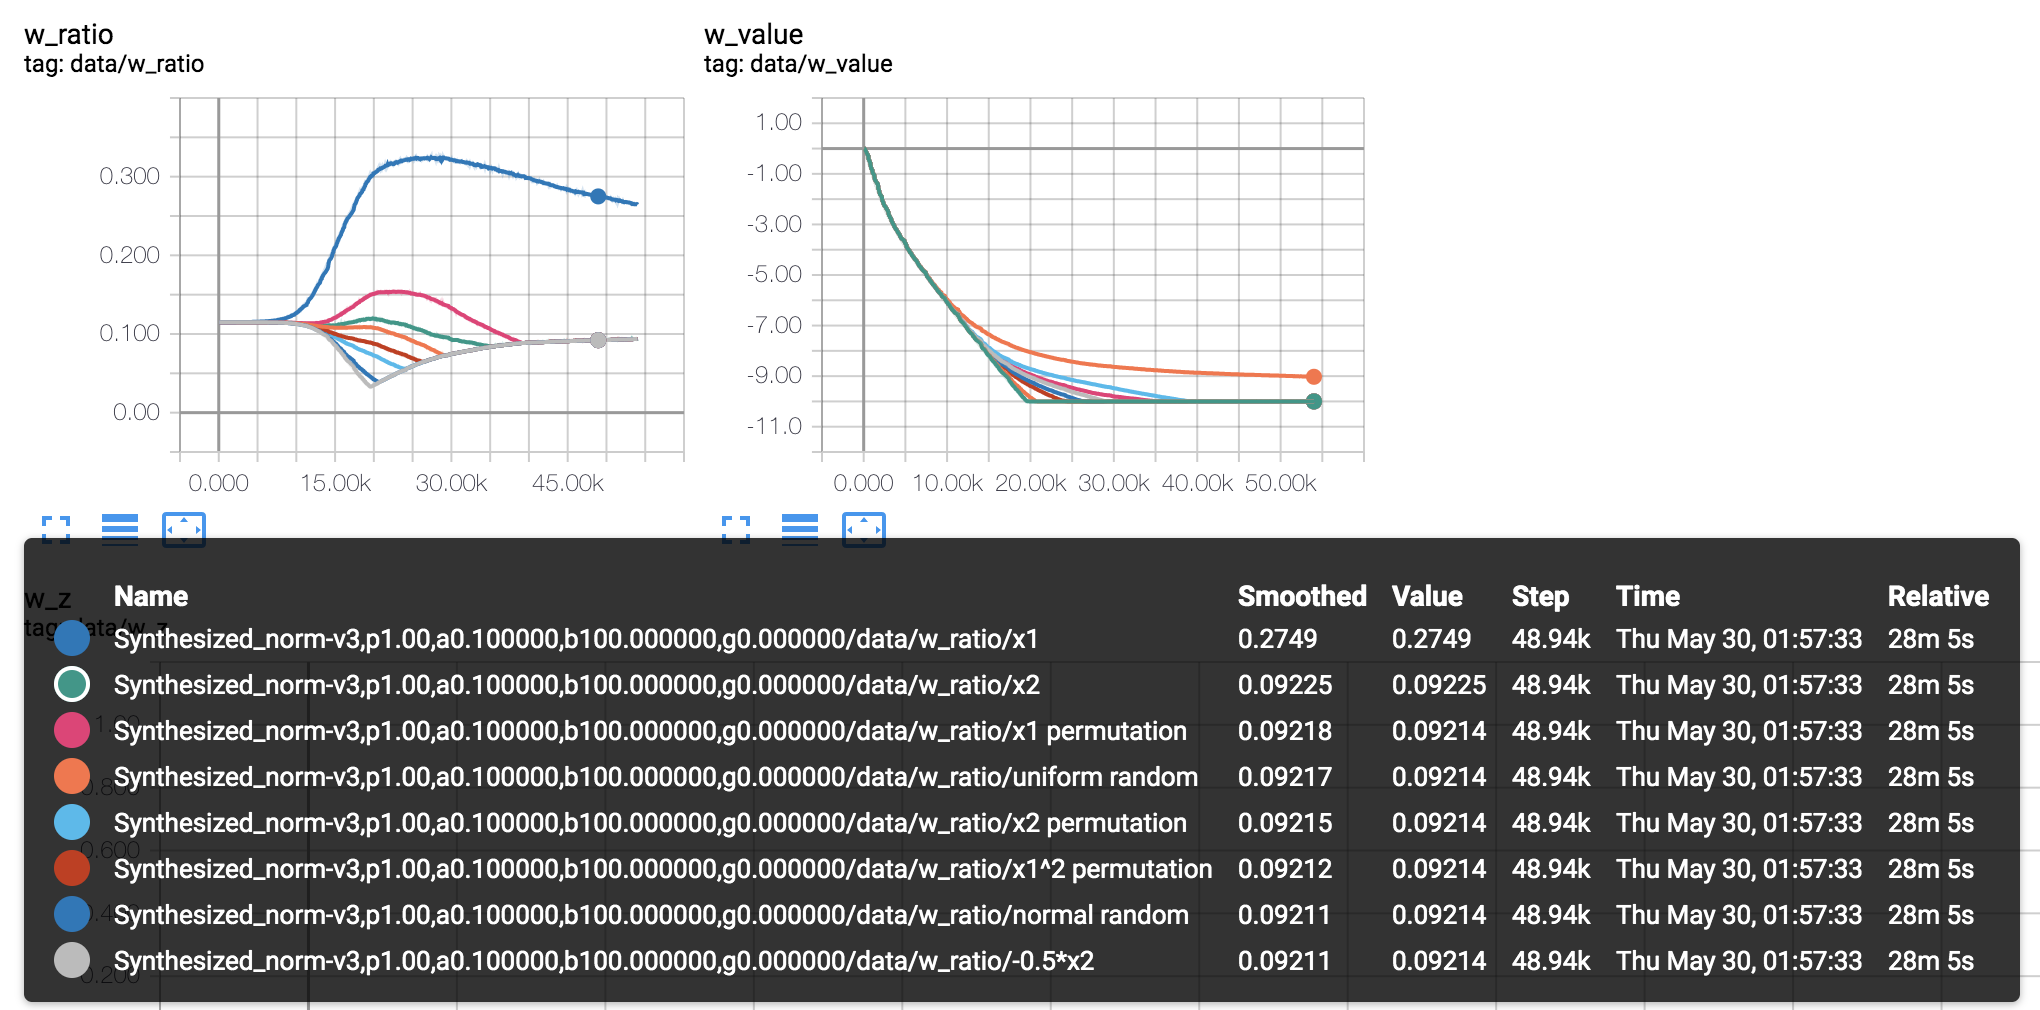 w_ratio
tag: data/w_ratio
0.300
0.200
0.100
0.00
0.000 15.00k 30.00k 45.00k
w_value
tag: data/w_value
1.00
-1.00
-3.00
-5.00
-7.00
-9.00
-11.0
0.000 10.00k 20.00k 30.00k 40.00k 50.00k
w_z
tag: data/w_z
1.00
0.600
0.200
Name Smoothed Value Step Time Relative
Synthesized_norm-v3,p1.00,a0.100000,b100.000000,g0.000000/data/w_ratio/x1 0.2749 0.2749 48.94k Thu May 30, 01:57:33 28m 5s
Synthesized_norm-v3,p1.00,a0.100000,b100.000000,g0.000000/data/w_ratio/x2 0.09225 0.09225 48.94k Thu May 30, 01:57:33 28m 5s
Synthesized_norm-v3,p1.00,a0.100000,b100.000000,g0.000000/data/w_ratio/x1 permutation 0.09218 0.09214 48.94k Thu May 30, 01:57:33 28m 5s
Synthesized_norm-v3,p1.00,a0.100000,b100.000000,g0.000000/data/w_ratio/uniform random 0.09217 0.09214 48.94k Thu May 30, 01:57:33 28m 5s
Synthesized_norm-v3,p1.00,a0.100000,b100.000000,g0.000000/data/w_ratio/x2 permutation 0.09215 0.09214 48.94k Thu May 30, 01:57:33 28m 5s
Synthesized_norm-v3,p1.00,a0.100000,b100.000000,g0.000000/data/w_ratio/x1^2 permutation 0.09212 0.09214 48.94k Thu May 30, 01:57:33 28m 5s
Synthesized_norm-v3,p1.00,a0.100000,b100.000000,g0.000000/data/w_ratio/normal random 0.09211 0.09214 48.94k Thu May 30, 01:57:33 28m 5s
Synthesized_norm-v3,p1.00,a0.100000,b100.000000,g0.000000/data/w_ratio/-0.5*x2 0.09211 0.09214 48.94k Thu May 30, 01:57:33 28m 5s